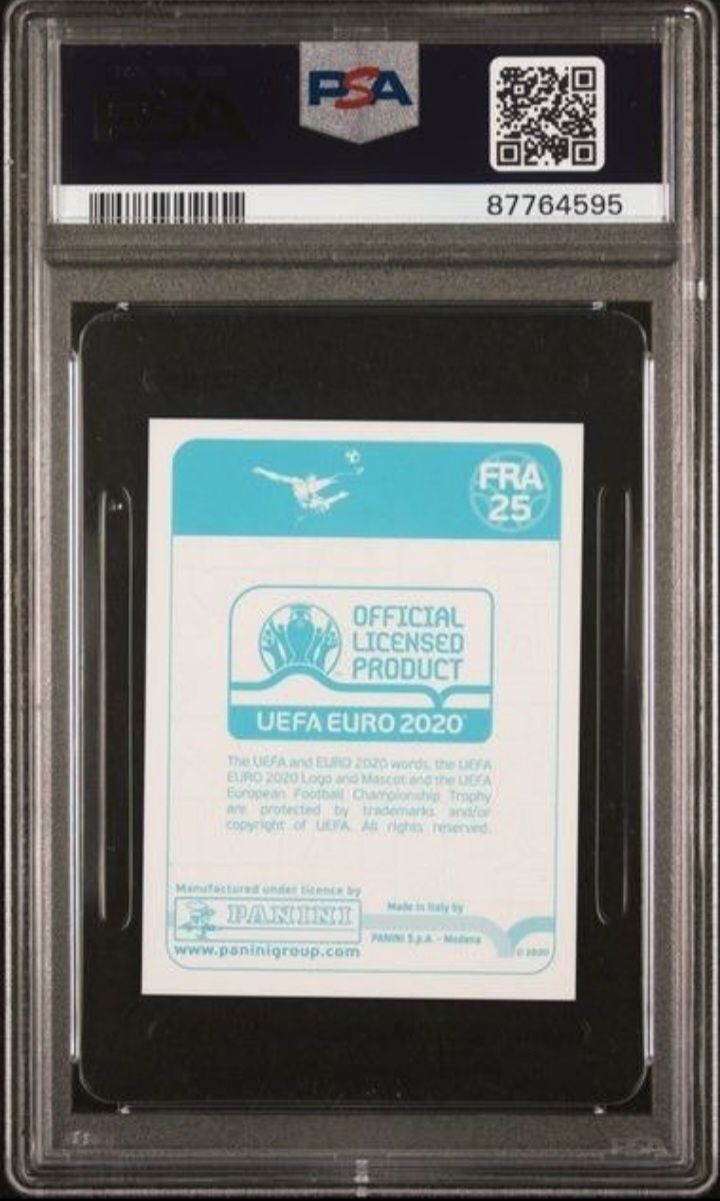 PSA
87764595
FRA
25
OFFICIAL
LICENSED
PRODUCT
UEFA EURO 2020
The UEFA and EURO 2020 words, the UEFA
EURO 2020 Logo and Mascot and the UEFA
European Football Championship Trophy
are protected by trademarks and/or
copyright of UEFA. All rights reserved.
Manufactured under licence by
PANINI
www.paninigroup.com
Made in Italy by
PANINI S.p.A. - Modena
© 2020
PSA